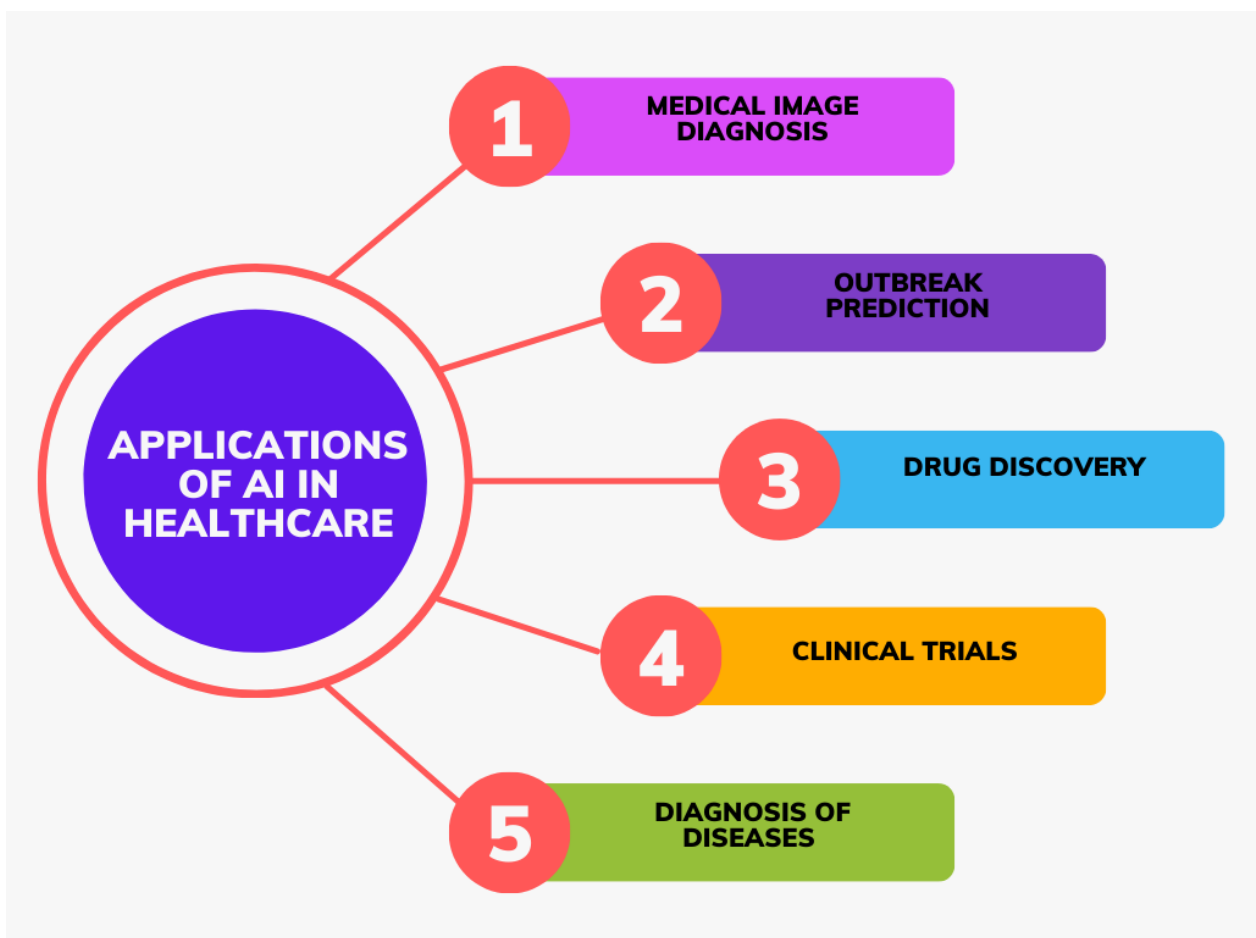 1
MEDICAL IMAGE
DIAGNOSIS
2
OUTBREAK
PREDICTION
APPLICATIONS
OF AI IN
HEALTHCARE
3
DRUG DISCOVERY
4
CLINICAL TRIALS
5
DIAGNOSIS OF
DISEASES